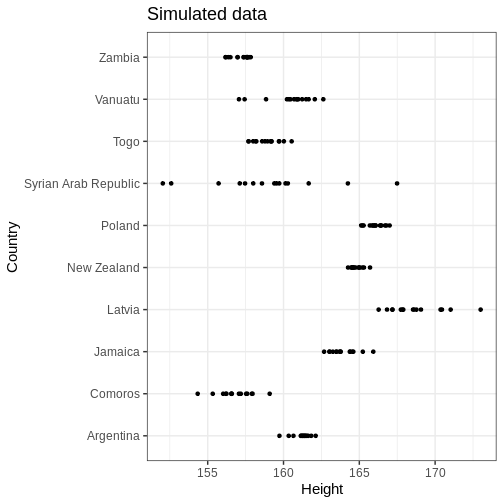 Simulated data
Zambia
Vanuatu
Togo
Syrian Arab Republic
Poland
New Zealand
Latvia
Jamaica
Comoros
Argentina
Country
155 160 165 170
Height